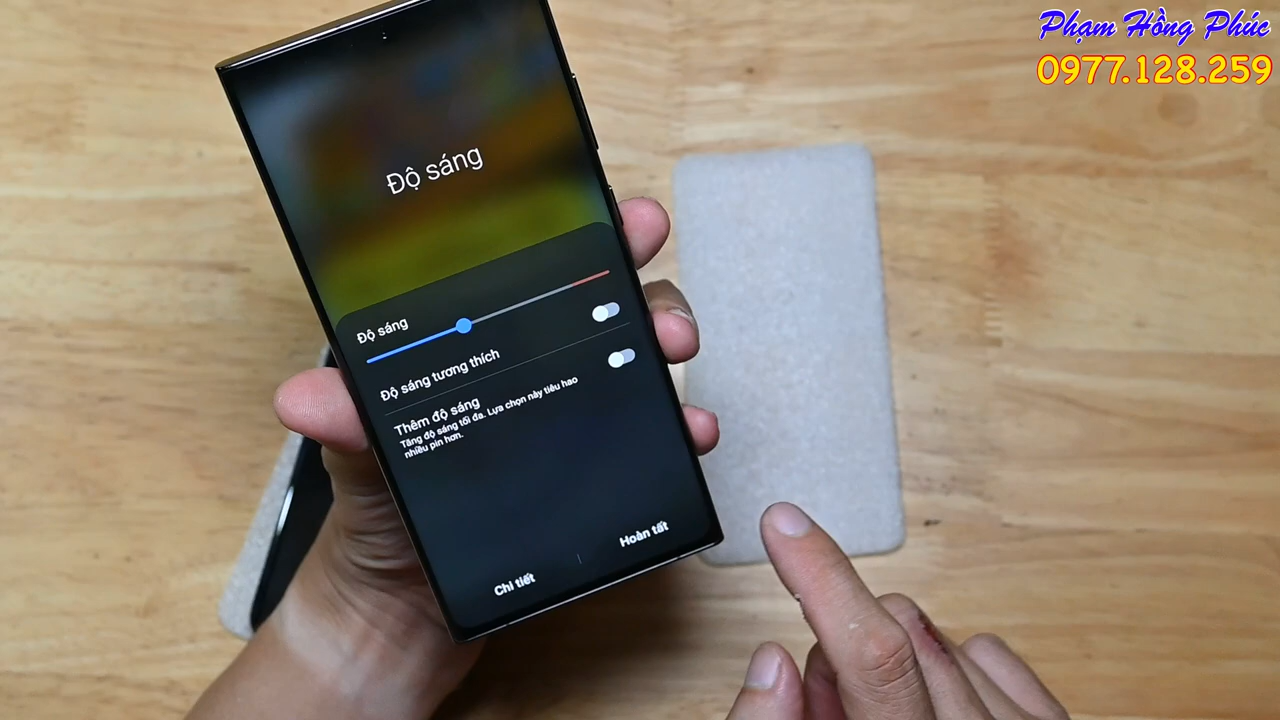 Phạm Hồng Phúc
0977.128.259
Độ sáng
Độ sáng
Độ sáng tương thích
Thêm độ sáng
Tăng độ sáng tối đa. Lựa chọn này tiêu hao
nhiều pin hơn.
Chi tiết
Hoàn tất